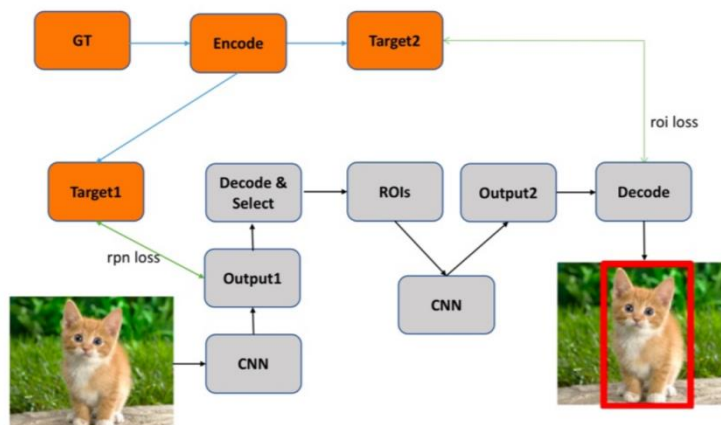 GT
Encode
Target2
roi loss
Target1
Decode &
Select
ROIs
Output2
Decode
rpn loss
Output1
CNN
CNN